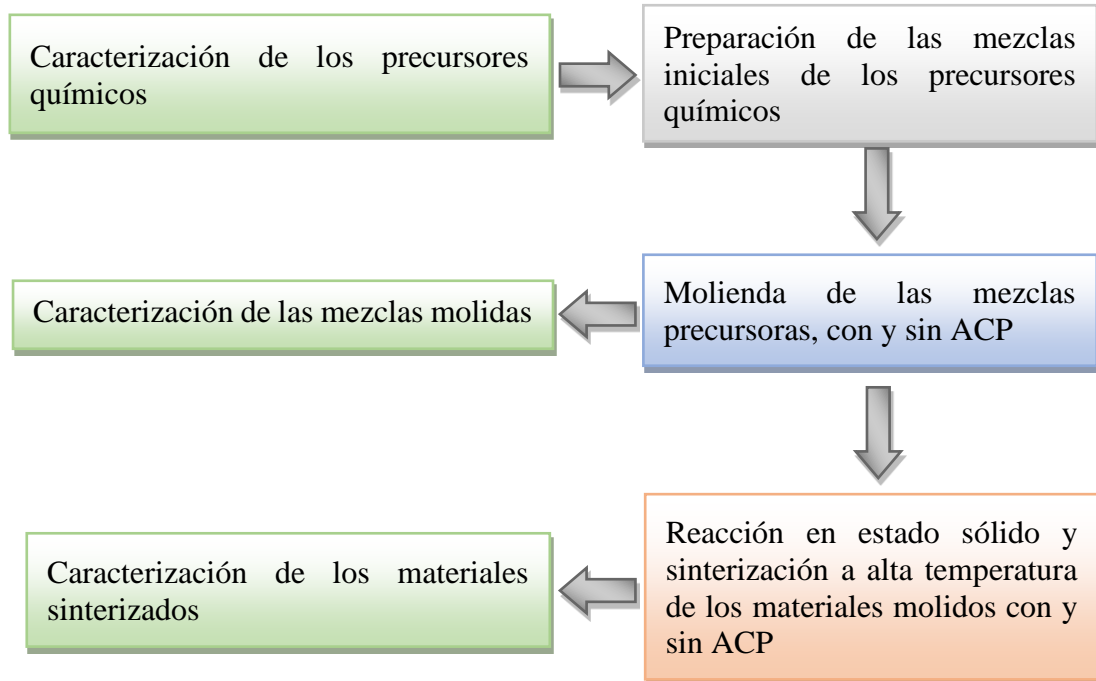 Caracterización de los precursores
químicos
Preparación de las mezclas
iniciales de los precursores
químicos
Caracterización de las mezclas molidas
Molienda de las mezclas
precursoras, con y sin ACP
Caracterización de los materiales
sinterizados
Reacción en estado sólido y
sinterización a alta temperatura
de los materiales molidos con y
sin ACP